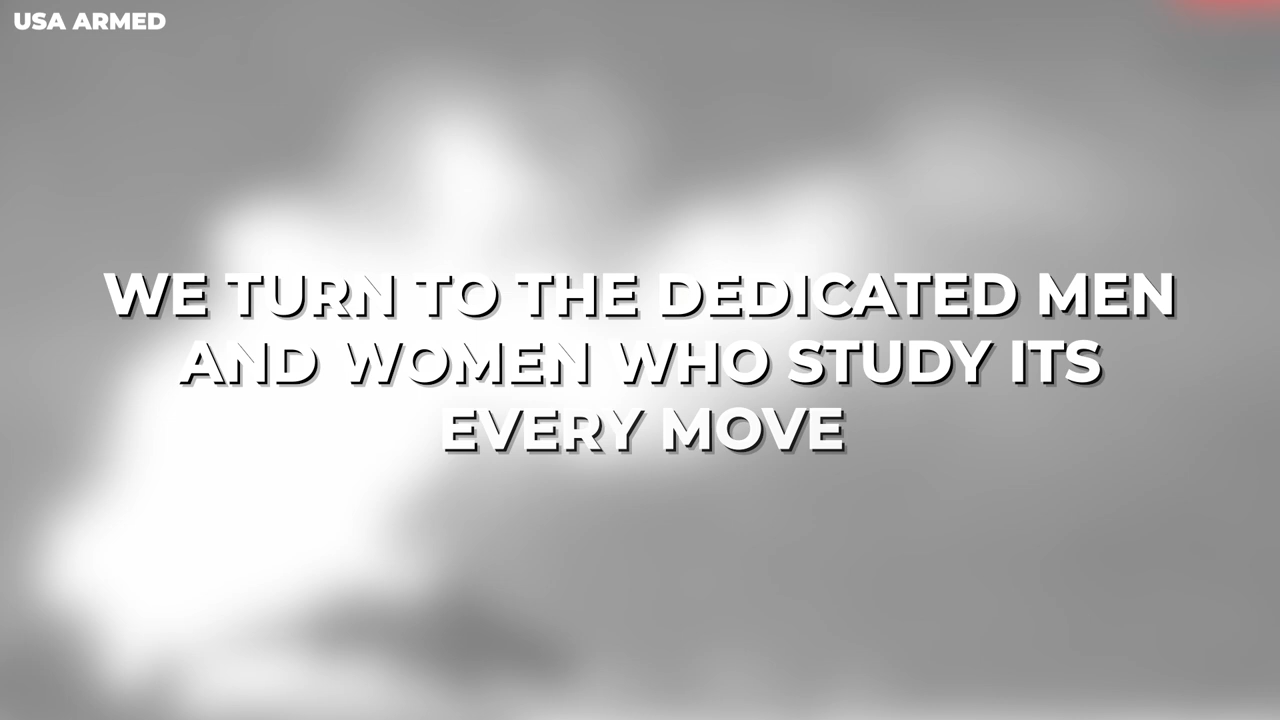 USA ARMED
WE TURN TO THE DEDICATED MEN
AND WOMEN WHO STUDY ITS
EVERY MOVE